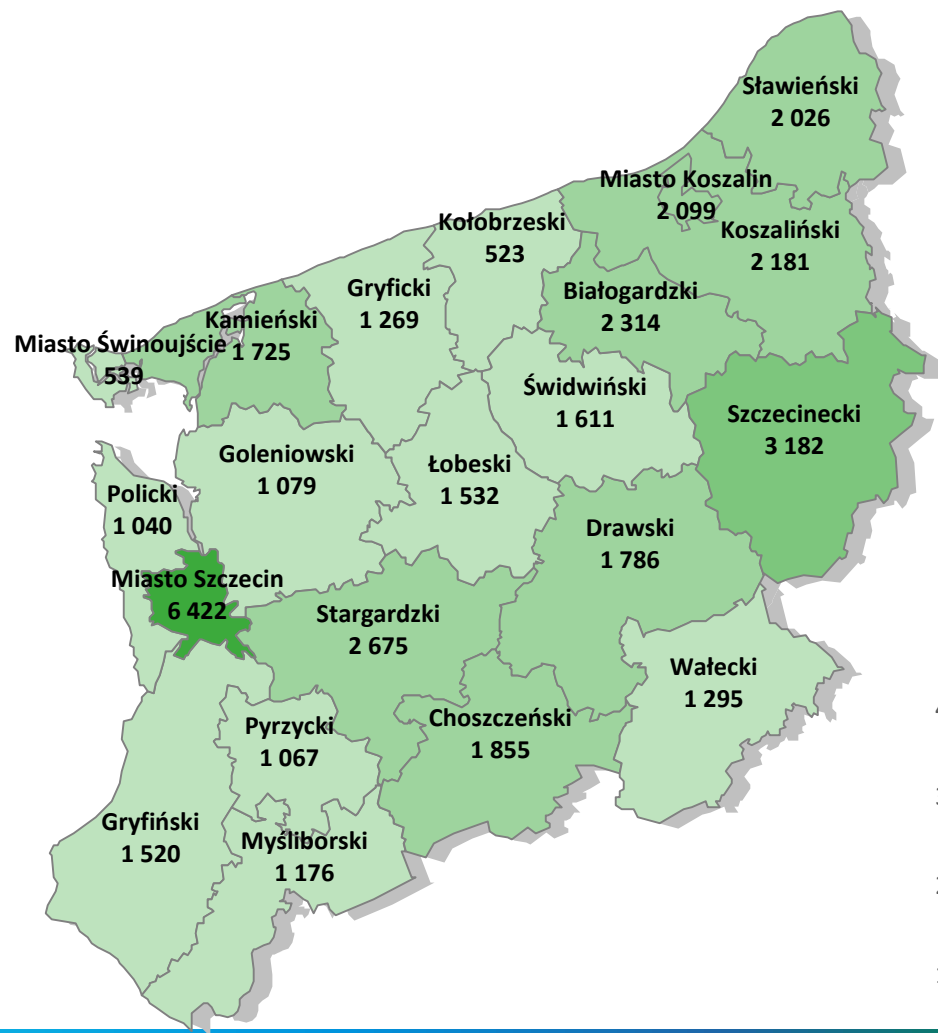 Sławieński
2 026
Miasto Koszalin
2 099
Koszaliński
2 181
Kołobrzeski
523
Gryficki
1 269
Białogardzki
2 314
Kamieński
1 725
Miasto Świnoujście
539
Świdwiński
1 611
Szczecinecki
3 182
Goleniowski
1 079
Łobeski
1 532
Policki
1 040
Drawski
1 786
Miasto Szczecin
6 422
Stargardzki
2 675
Wałecki
1 295
Choszczeński
1 855
Pyrzycki
1 067
Gryfiński
1 520
Myśliborski
1 176